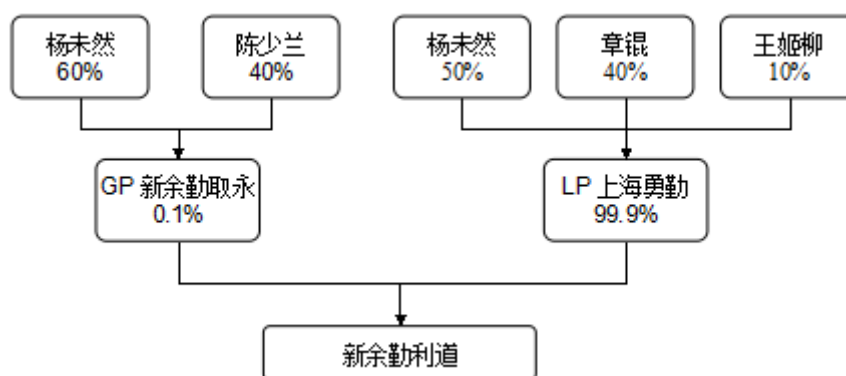 杨未然
60%
陈少兰
40%
杨未然
50%
章锟
40%
王姬柳
10%
GP 新余勤取永
0.1%
LP 上海勇勤
99.9%
新余勤利道